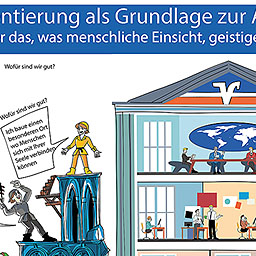 ntierung als Grundlage zur A
r das, was menschliche Einsicht, geistige
Wofür sind wir gut?
Wofür sind wir gut?
Ich baue einen
besonderen Ort
wo Menschen
sich mit Ihrer
Seele verbinden
können